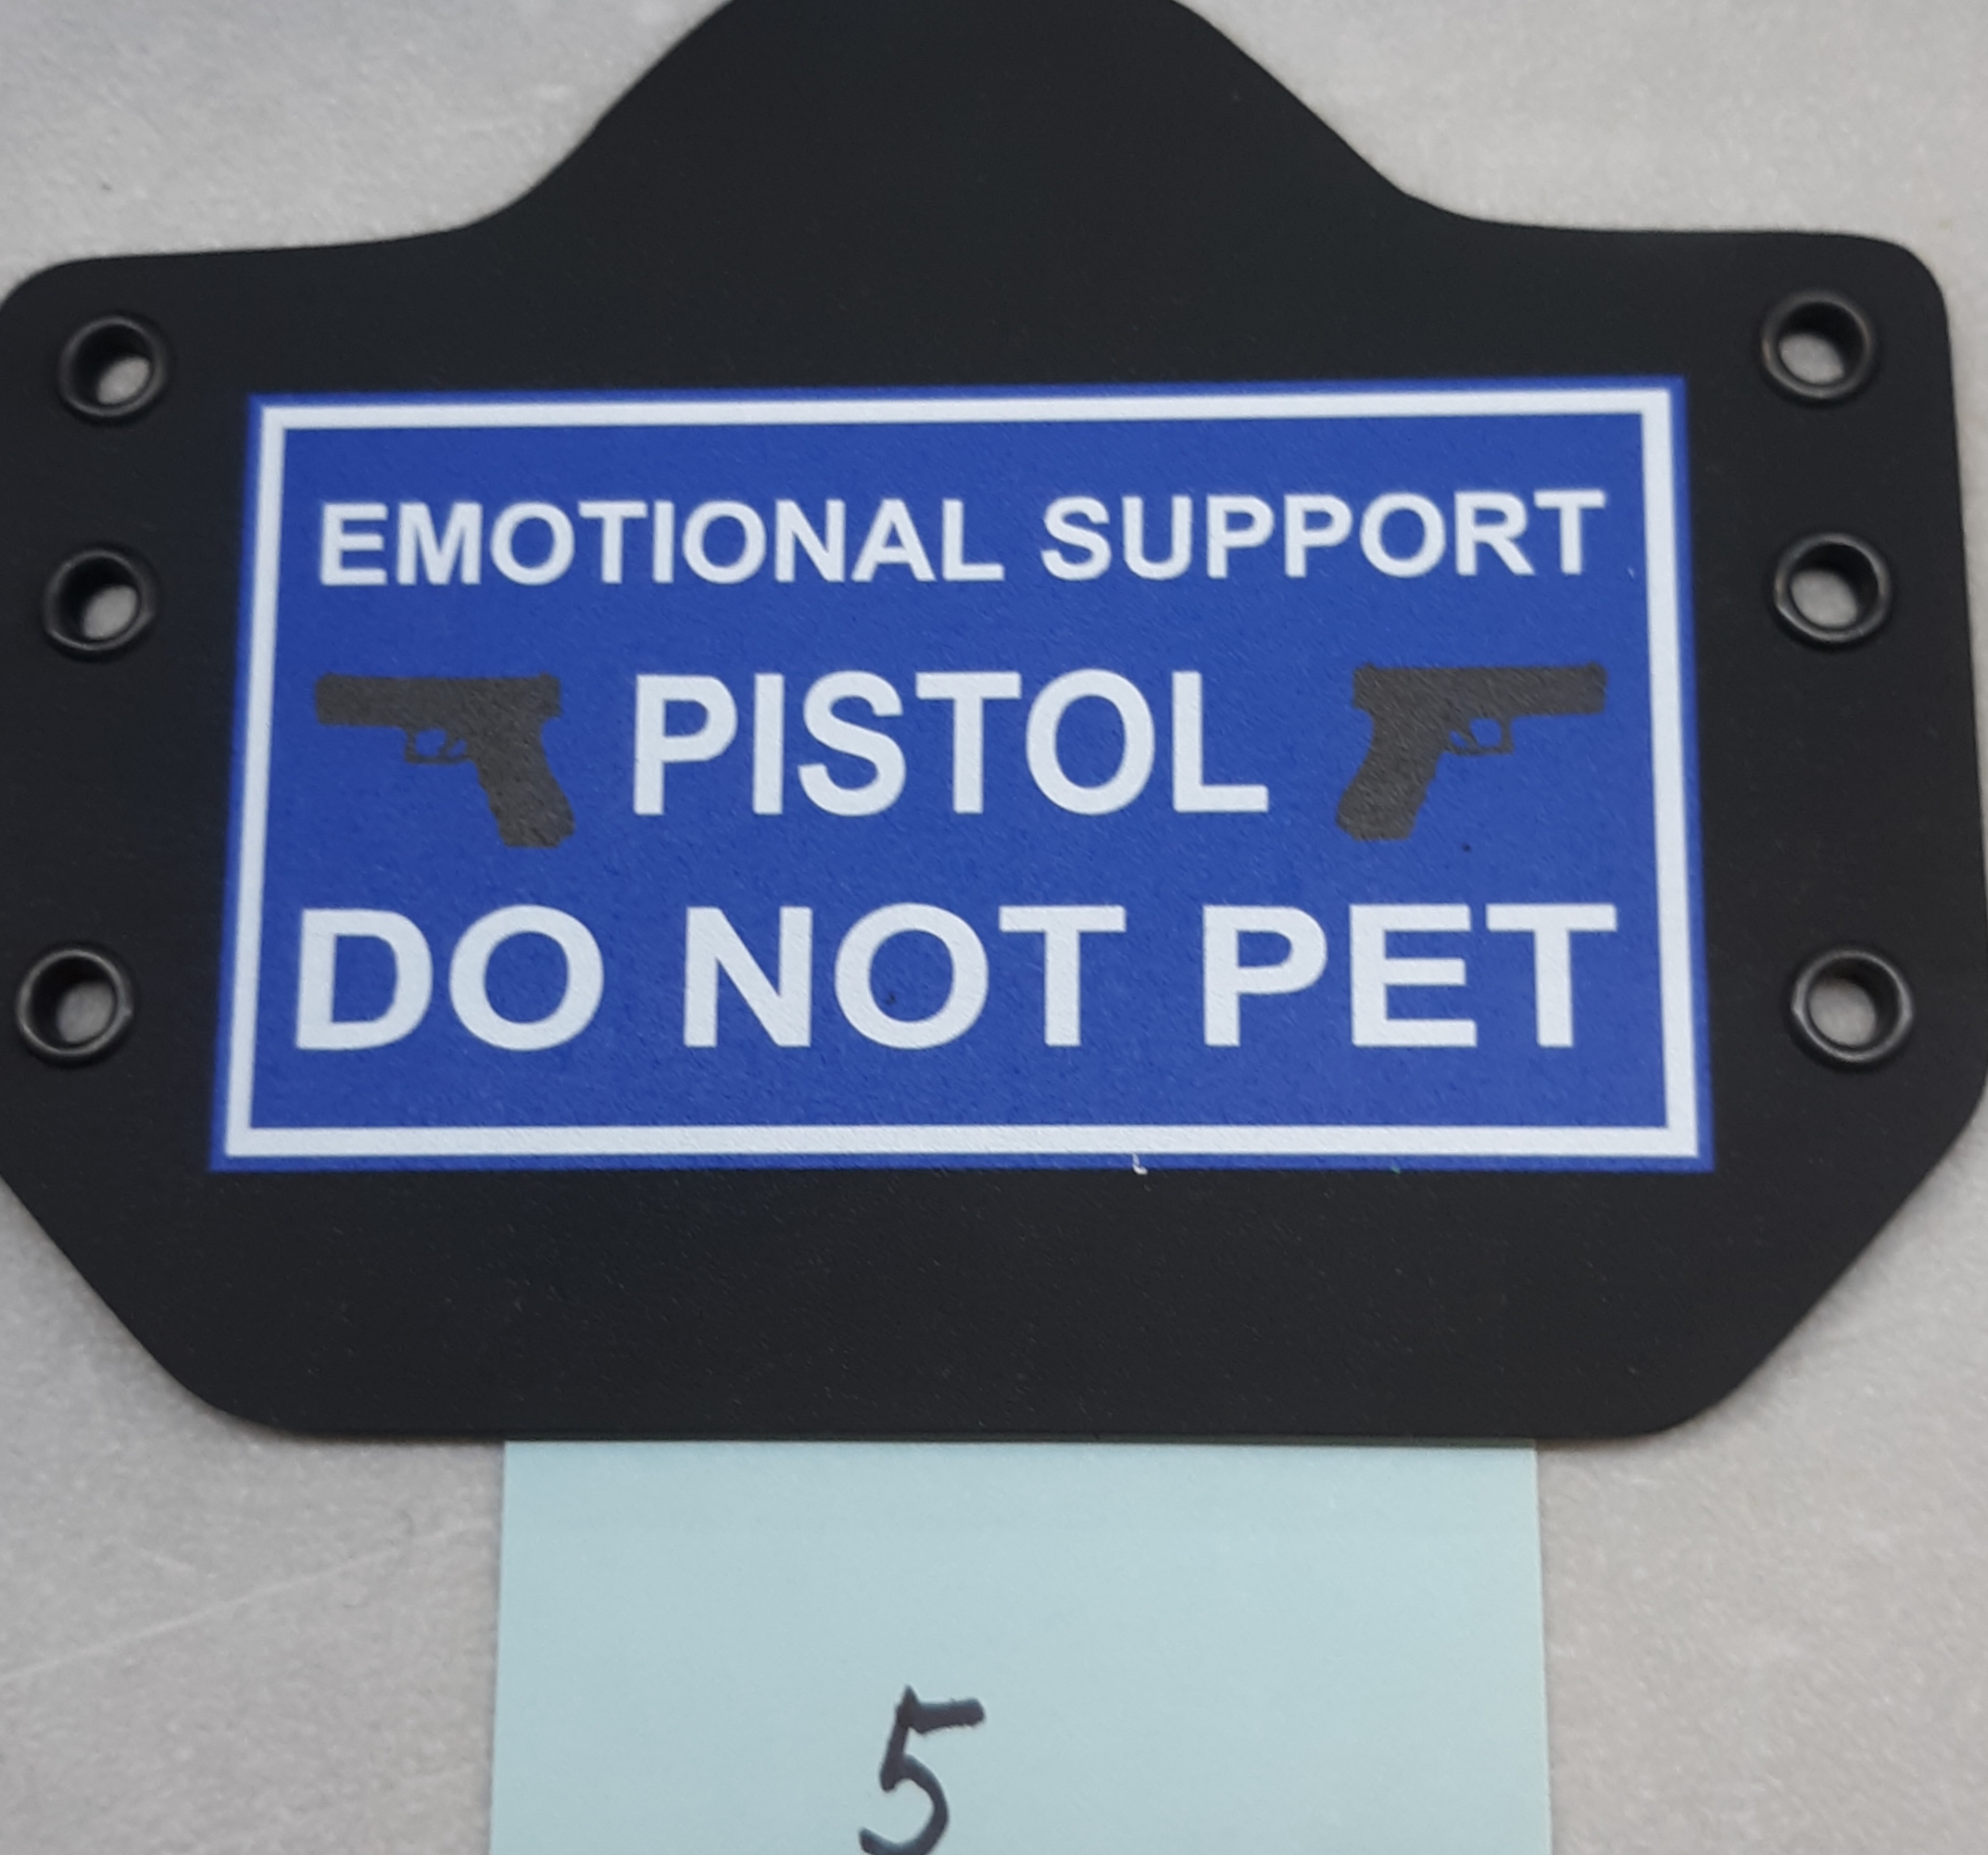 EMOTIONAL SUPPORT
PISTOL
DO NOT PET
5